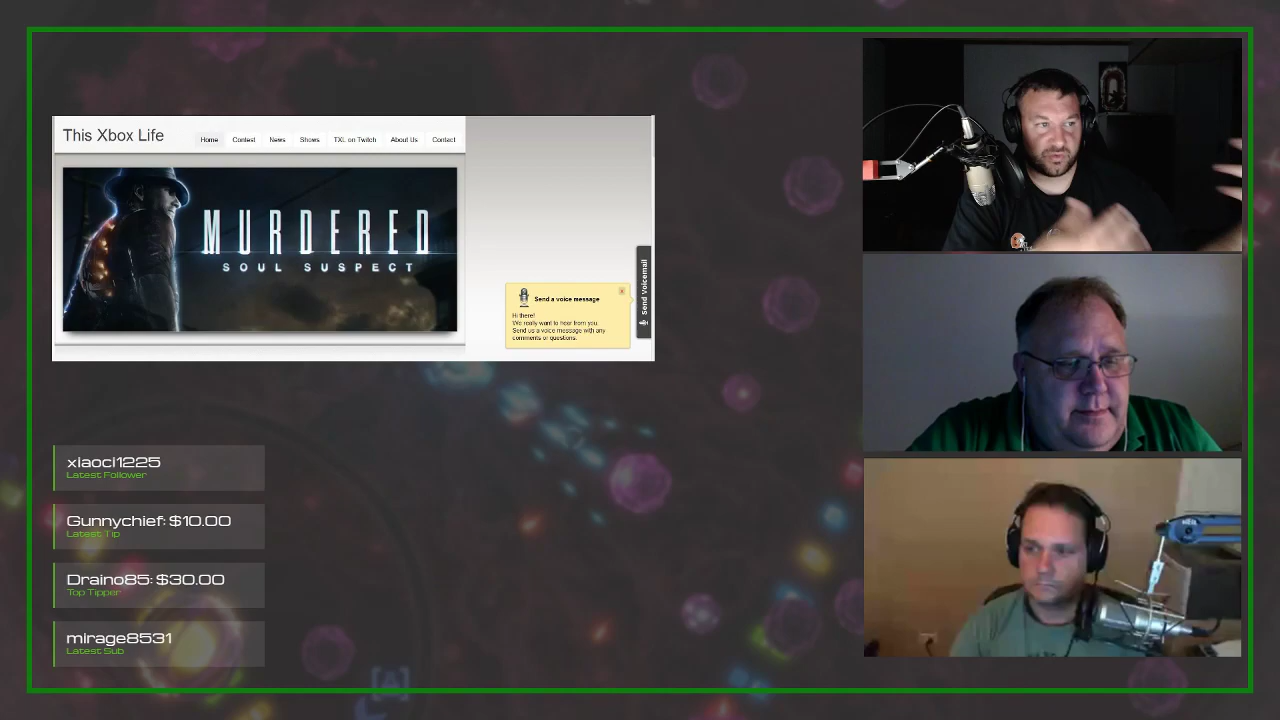 This Xbox Life
Home Contest News Shows TXL on Twitch About Us Contact
MURDERED
SOUL SUSPECT
Send a voice message
x
Hi there!
We really want to hear from you.
Send us a voice message with any
comments or questions.
Send Voicemail
xiaoci1225
Latest Follower
Gunnychief: $10.00
Latest Tip
Draino85: $30.00
Top Tipper
mirage8531
Latest Sub
[A]